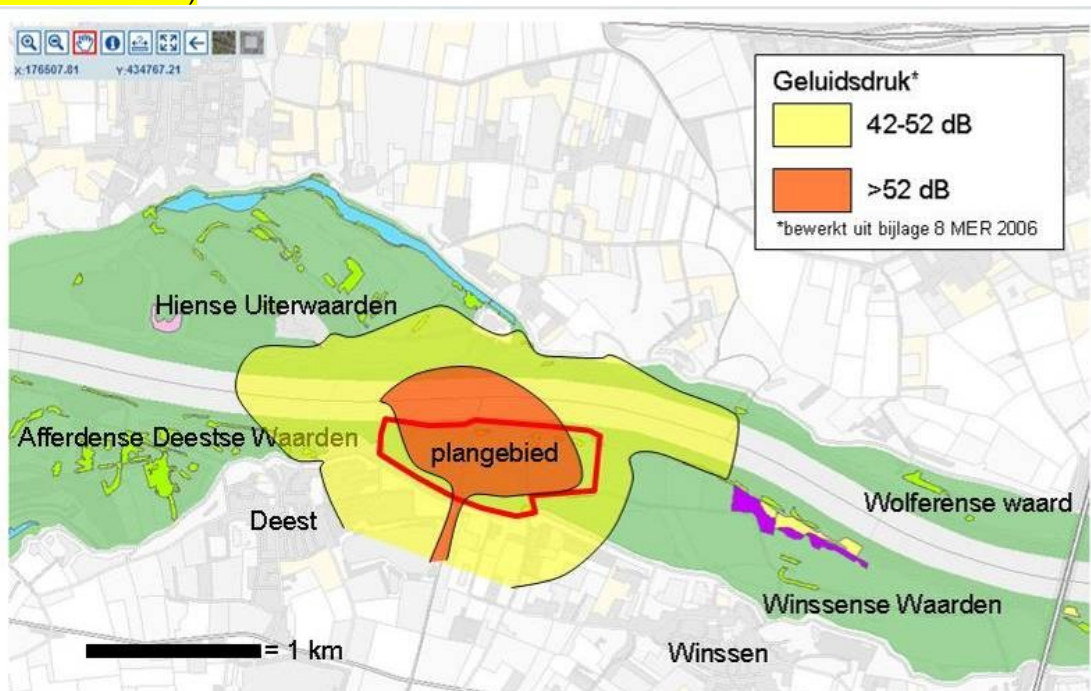 X:176507.81 Y:434767.21
Geluidsdruk*
42-52 dB
>52 dB
*bewerkt uit bijlage 8 MER 2006
Hiense Uiterwaarden
Afferdense Deestse Waarden
plangebied
Deest
Wolferense waard
Winssense Waarden
Winssen
= 1 km